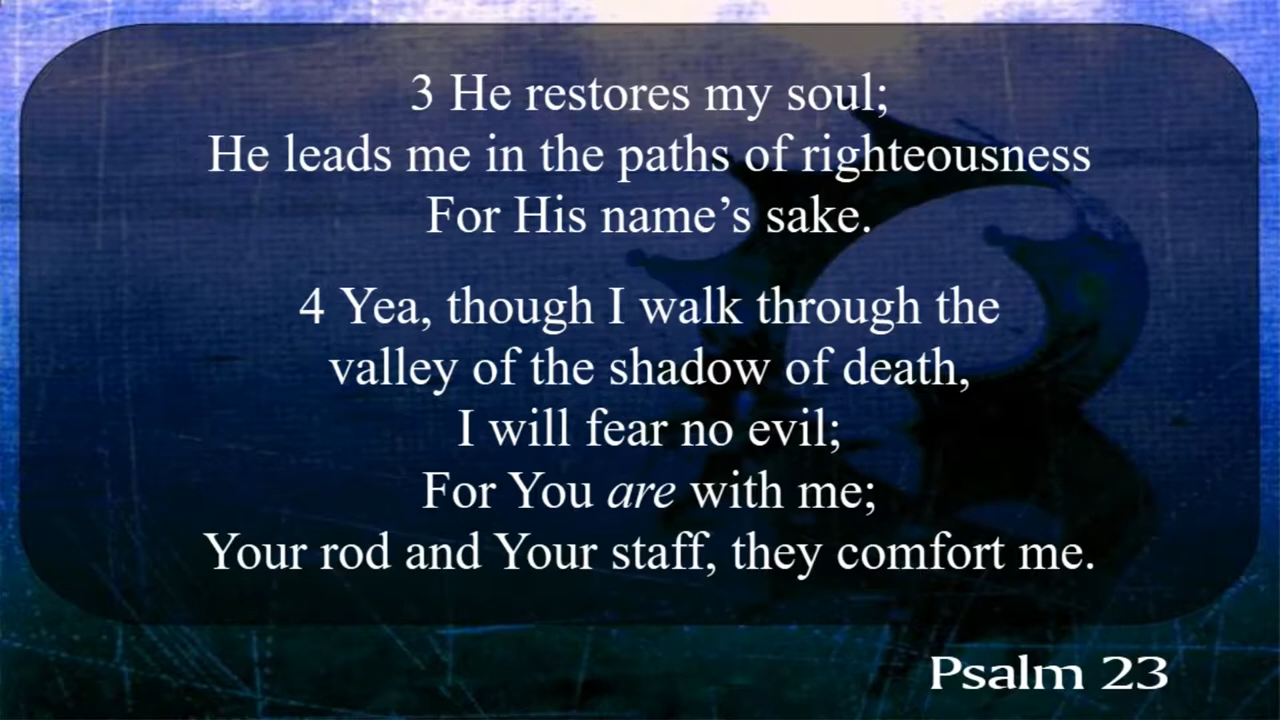 3 He restores my soul;
He leads me in the paths of righteousness
For His name’s sake.
4 Yea, though I walk through the
valley of the shadow of death,
I will fear no evil;
For You are with me;
Your rod and Your staff, they comfort me.
Psalm 23